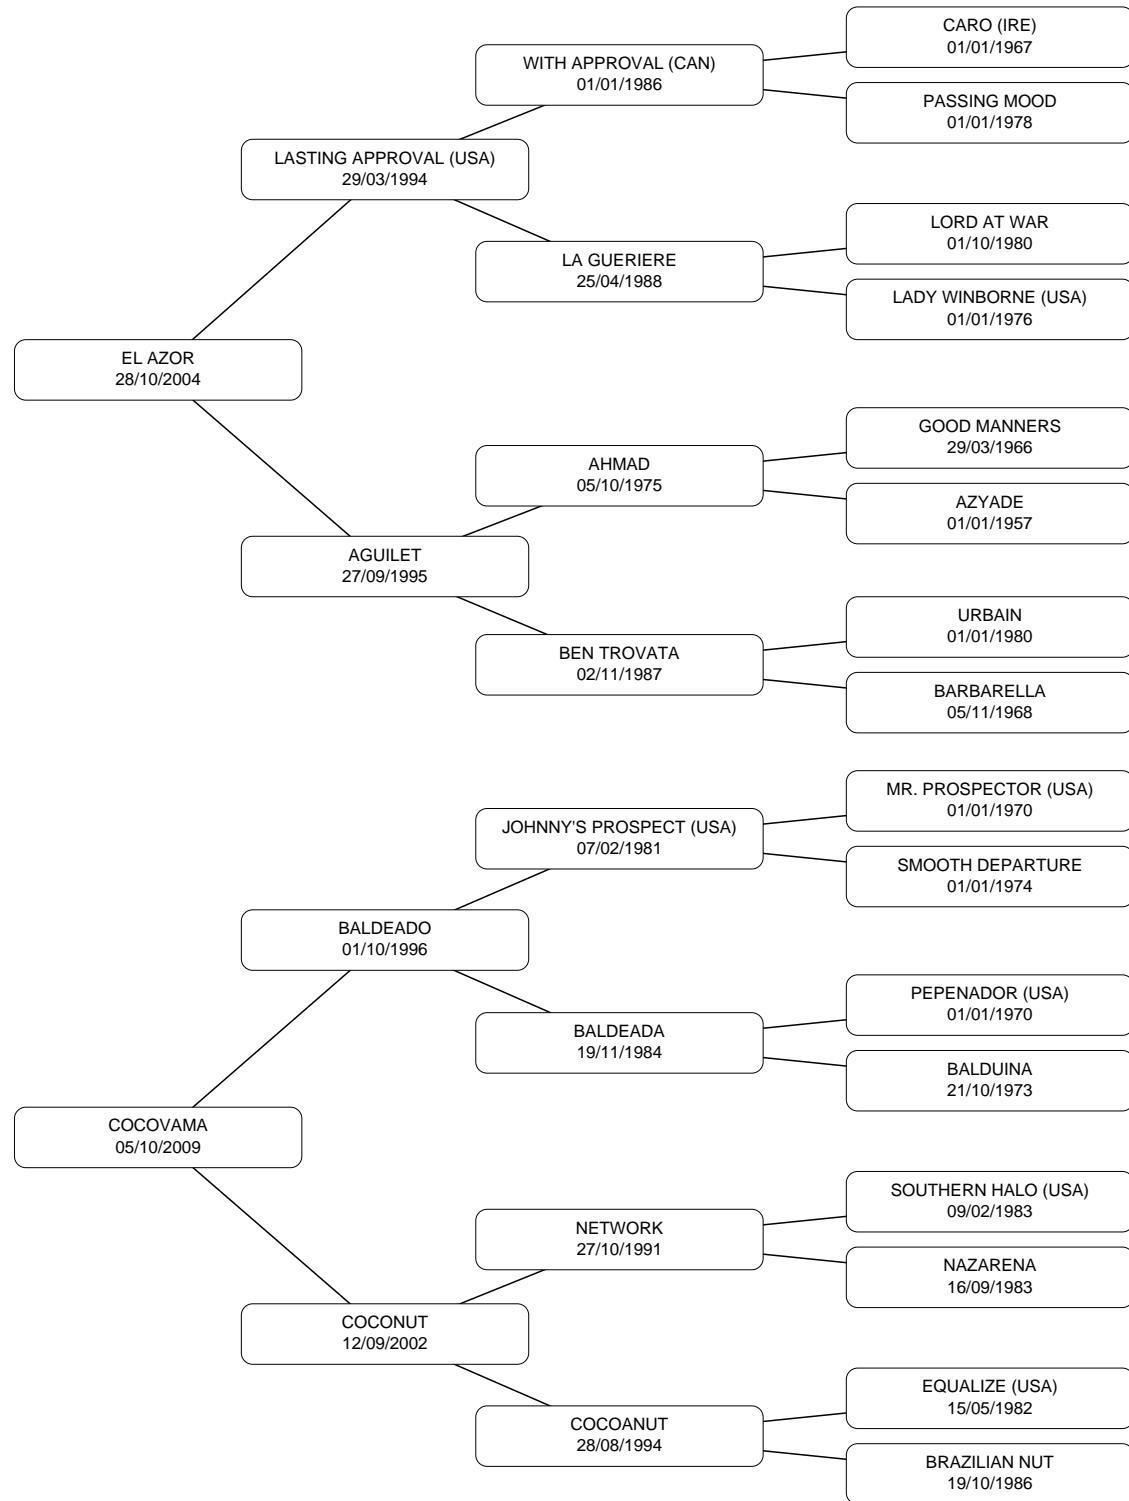 CARO (IRE)
01/01/1967
WITH APPROVAL (CAN)
01/01/1986
PASSING MOOD
01/01/1978
LASTING APPROVAL (USA)
29/03/1994
LORD AT WAR
01/10/1980
LA GUERIERE
25/04/1988
LADY WINBORNE (USA)
01/01/1976
EL AZOR
28/10/2004
GOOD MANNERS
29/03/1966
AHMAD
05/10/1975
AZYADE
01/01/1957
AGUILET
27/09/1995
URBAIN
01/01/1980
BEN TROVATA
02/11/1987
BARBARELLA
05/11/1968
MR. PROSPECTOR (USA)
01/01/1970
JOHNNY'S PROSPECT (USA)
07/02/1981
SMOOTH DEPARTURE
01/01/1974
BALDEADO
01/10/1996
PEPENADOR (USA)
01/01/1970
BALDEADA
19/11/1984
BALDUINA
21/10/1973
COCOVAMA
05/10/2009
SOUTHERN HALO (USA)
09/02/1983
NETWORK
27/10/1991
NAZARENA
16/09/1983
COCONUT
12/09/2002
EQUALIZE (USA)
15/05/1982
COCOANUT
28/08/1994
BRAZILIAN NUT
19/10/1986